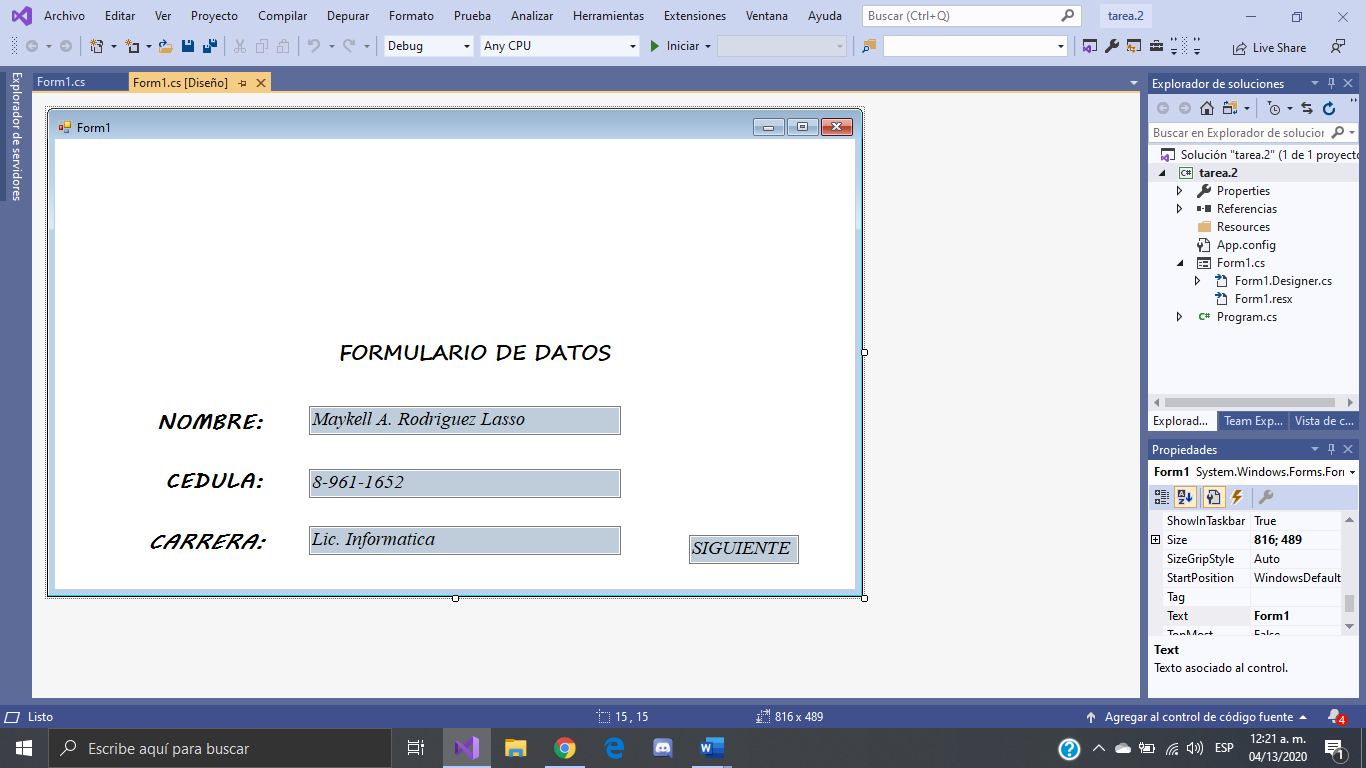 Archivo Editar Ver Proyecto Compilar Depurar Formato Prueba Analizar Herramientas Extensiones Ventana Ayuda Buscar (Ctrl+Q) tarea.2
Debug Any CPU Iniciar Live Share
Explorador de servidores
Form1.cs Form1.cs [Diseño]
Form1
FORMULARIO DE DATOS
NOMBRE: Maykell A. Rodriguez Lasso
CEDULA: 8-961-1652
CARRERA: Lic. Informatica
SIGUIENTE
Explorador de soluciones
Buscar en Explorador de solucior
Solución "tarea.2" (1 de 1 proyecto
C# tarea.2
Properties
Referencias
Resources
App.config
Form1.cs
Form1.Designer.cs
Form1.resx
C# Program.cs
Explorad... Team Exp... Vista de c...
Propiedades
Form1 System.Windows.Forms.For
ShowInTaskbar True
Size 816; 489
SizeGripStyle Auto
StartPosition WindowsDefault
Tag
Text Form1
TopMost False
Text
Texto asociado al control.
Listo 15 , 15 816 x 489 Agregar al control de código fuente 4
Escribe aquí para buscar ESP 12:21 a. m.
04/13/2020 1